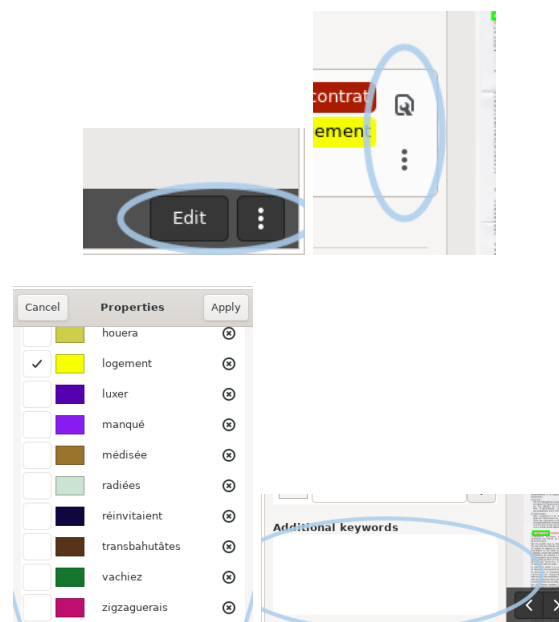 contrat
ement
Edit
Cancel Properties Apply
houera
logement
luxer
manqué
médisée
radiées
réinvitaient
transbahutâtes
vachiez
zigzaguerais
Additional keywords